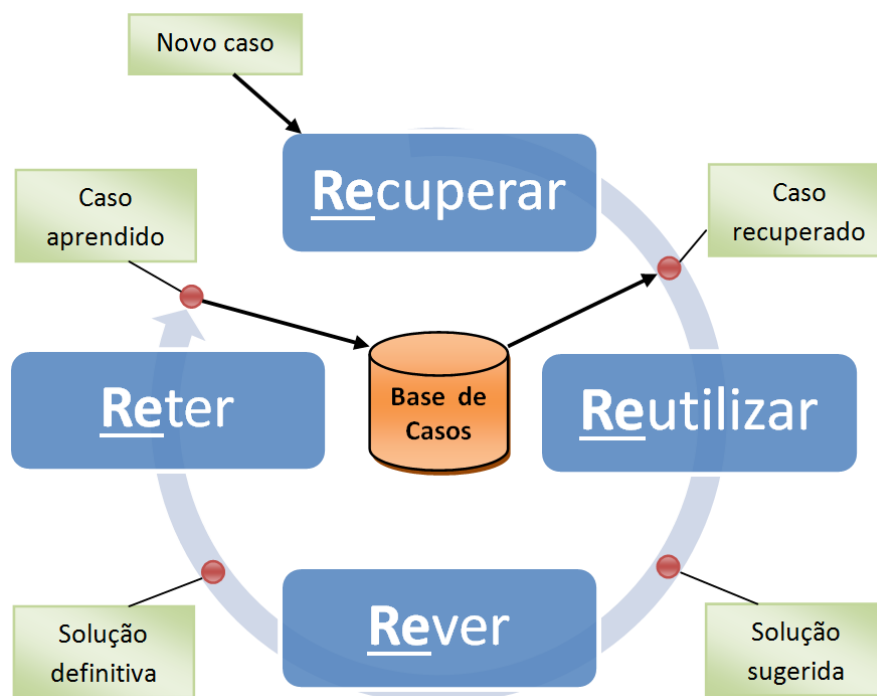 Novo caso
Recuperar
Caso
aprendido
Caso
recuperado
Base de
Casos
Reter
Reutilizar
Rever
Solução
definitiva
Solução
sugerida